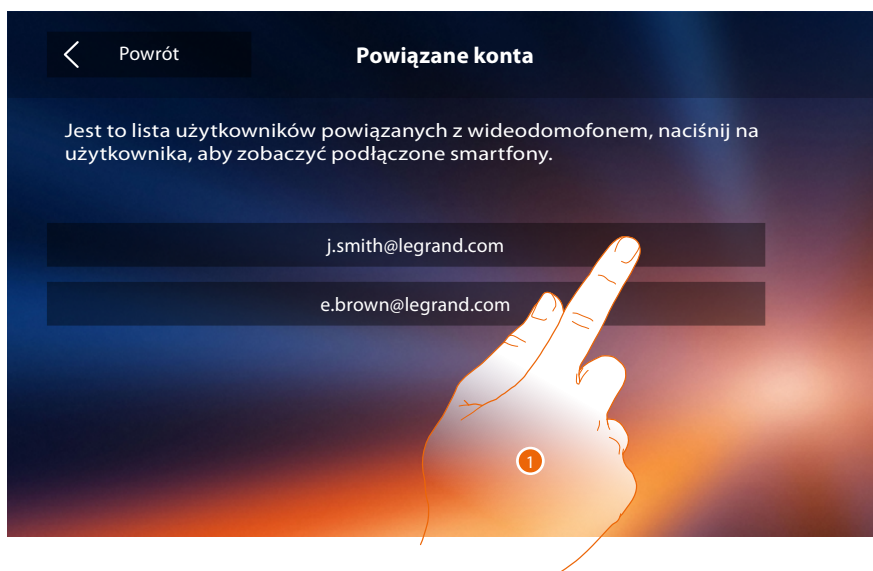 Powrót
Powiązane konta
Jest to lista użytkowników powiązanych z wideodomofonem, naciśnij na
użytkownika, aby zobaczyć podłączone smartfony.
j.smith@legrand.com
e.brown@legrand.com
1